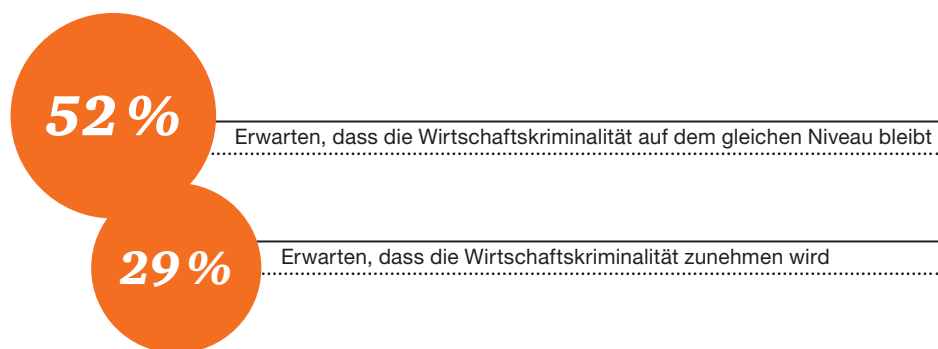 52 %
Erwarten, dass die Wirtschaftskriminalität auf dem gleichen Niveau bleibt
29 %
Erwarten, dass die Wirtschaftskriminalität zunehmen wird